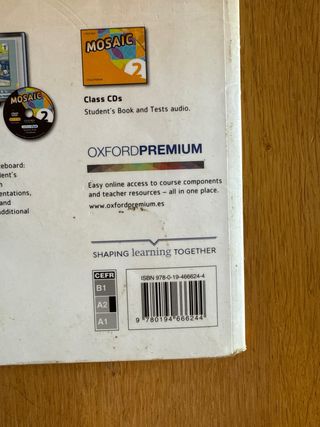 MOSAIC
2
Class CDs
Student's Book and Tests audio.
MOSAIC
2
OXFORDPREMIUM
Easy online access to course components
and teacher resources – all in one place.
www.oxfordpremium.es
eboard:
dent's
entations,
and
additional
SHAPING learning TOGETHER
CEFR
B1
A2
A1
ISBN 978-0-19-466624-4
9 780194 666244